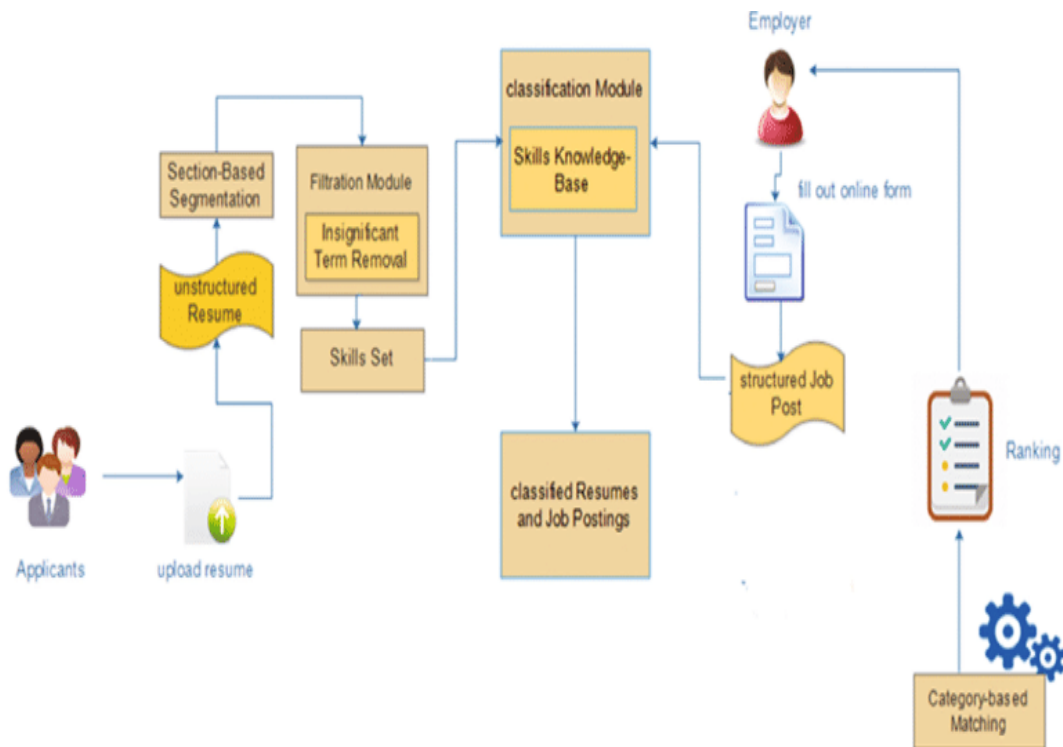 Employer
classification Module
Skills Knowledge-
Base
Section-Based
Segmentation
Filtration Module
Insignificant
Term Removal
fill out online form
unstructured
Resume
Skills Set
structured Job
Post
Applicants
upload resume
classified Resumes
and Job Postings
Ranking
Category-based
Matching